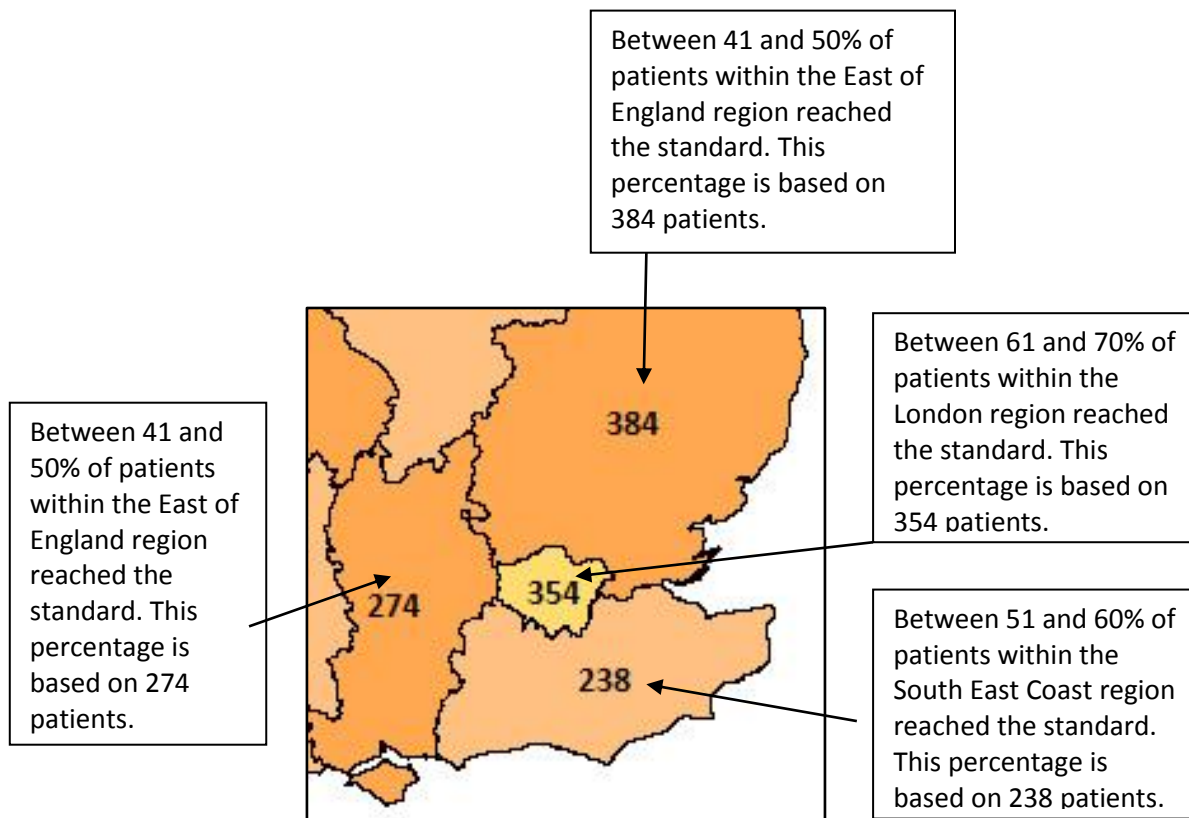 Between 41 and 50% of
patients within the East of
England region reached
the standard. This
percentage is based on
384 patients.
Between 41 and
50% of patients
within the East of
England region
reached the
standard. This
percentage is
based on 274
patients.
384
274
354
238
Between 61 and 70% of
patients within the
London region reached
the standard. This
percentage is based on
354 patients.
Between 51 and 60% of
patients within the
South East Coast region
reached the standard.
This percentage is
based on 238 patients.